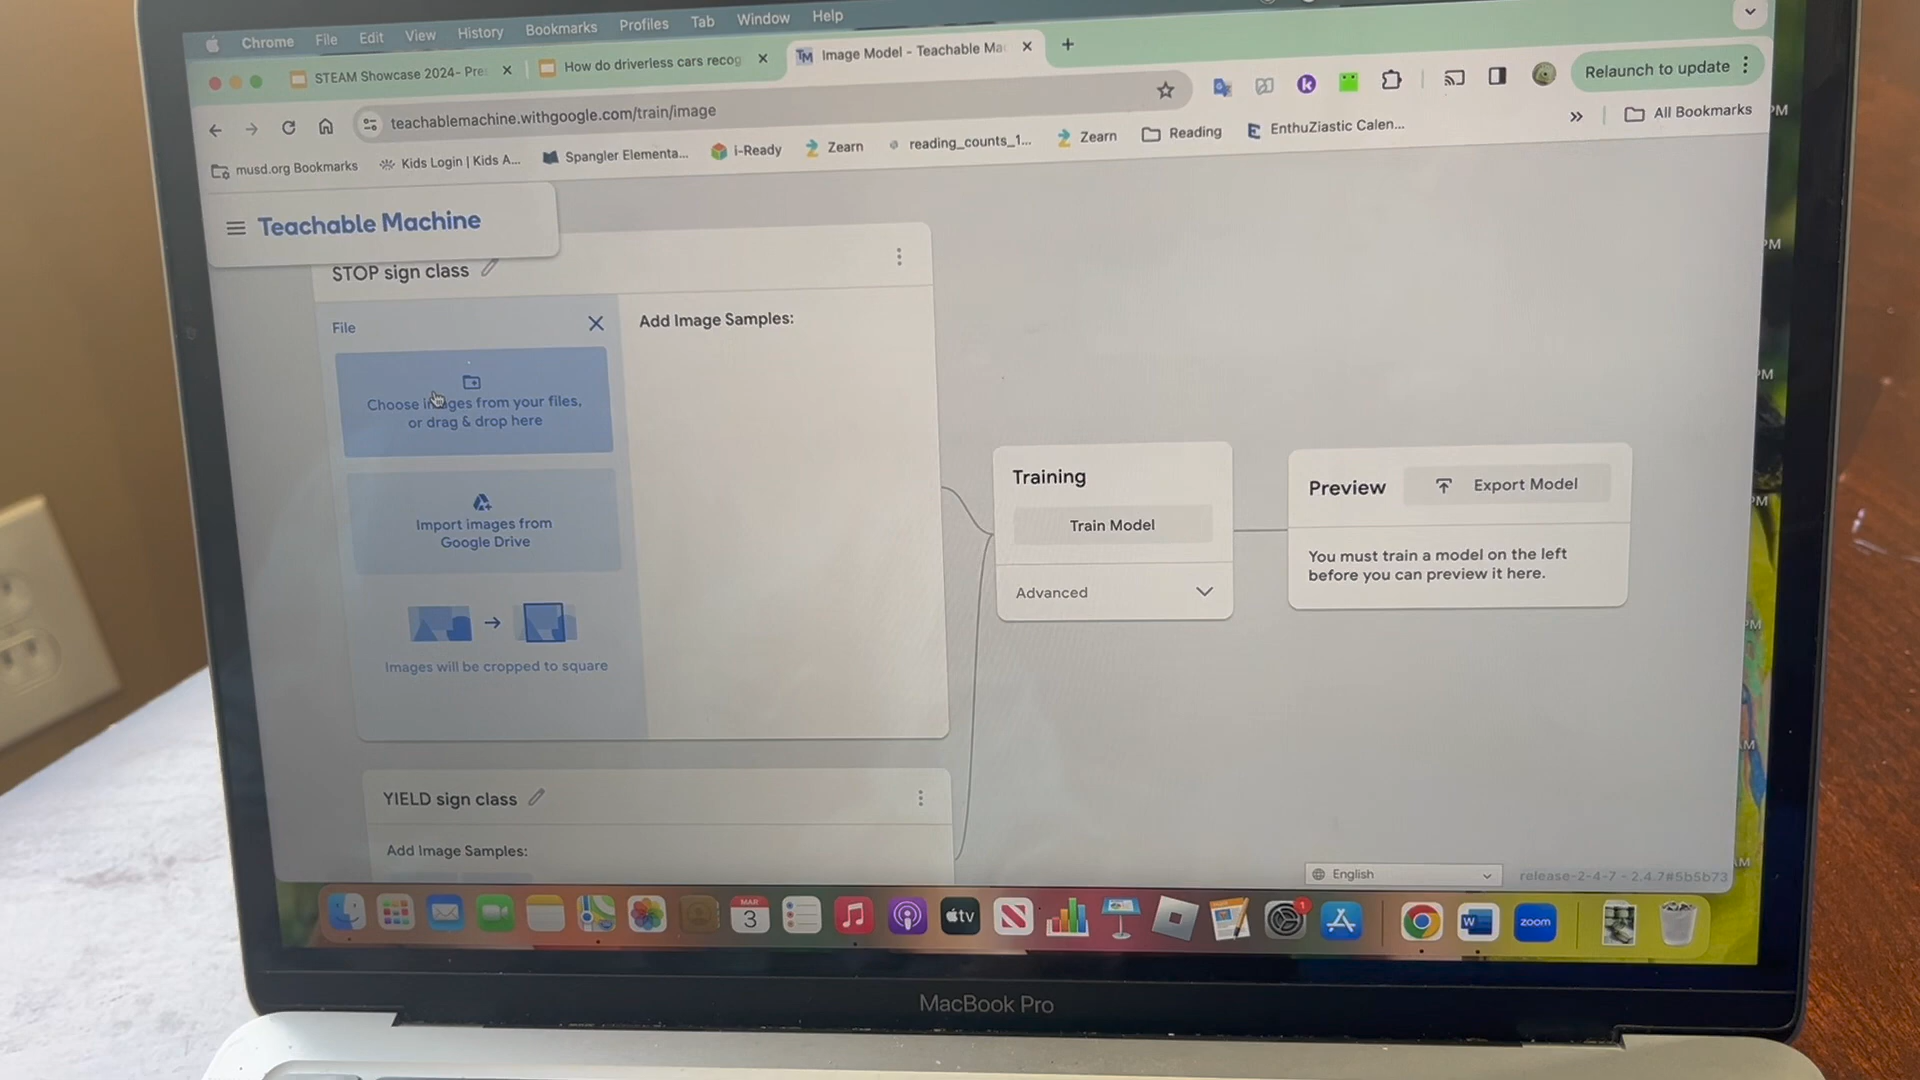 Chrome File Edit View History Bookmarks Profiles Tab Window Help
STEAM Showcase 2024- Pre
How do driverless cars recog
Image Model - Teachable Ma
teachablemachine.withgoogle.com/train/image
Relaunch to update
musd.org Bookmarks
Kids Login | Kids A...
Spangler Elementa...
i-Ready
Zearn
reading_counts_1...
Zearn
Reading
EnthuZiastic Calen...
All Bookmarks
PM
Teachable Machine
STOP sign class
File
Add Image Samples:
Choose images from your files,
or drag & drop here
Import images from
Google Drive
Images will be cropped to square
Training
Train Model
Advanced
Preview
Export Model
You must train a model on the left
before you can preview it here.
YIELD sign class
Add Image Samples:
English
release-2-4-7 - 2.4.7#5b5b73
MAR
3
tv
1
W
zoom
MacBook Pro